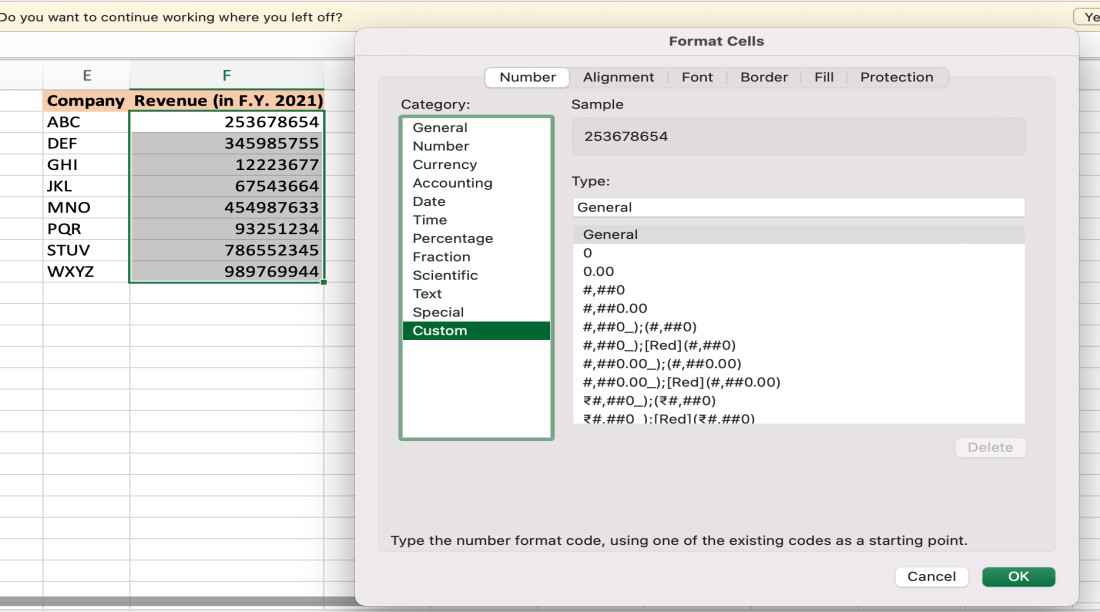 Do you want to continue working where you left off?
Ye
Format Cells
E F
Company Revenue (in F.Y. 2021)
ABC 253678654
DEF 345985755
GHI 12223677
JKL 67543664
MNO 454987633
PQR 93251234
STUV 786552345
WXYZ 989769944
Number Alignment Font Border Fill Protection
Category:
General
Number
Currency
Accounting
Date
Time
Percentage
Fraction
Scientific
Text
Special
Custom
Sample
253678654
Type:
General
General
0
0.00
#,##0
#,##0.00
#,##0_);(#,##0)
#,##0_);[Red](#,##0)
#,##0.00_);(#,##0.00)
#,##0.00_);[Red](#,##0.00)
₹#,##0_);(₹#,##0)
₹#,##0_);[Red](₹#,##0)
Delete
Type the number format code, using one of the existing codes as a starting point.
Cancel OK